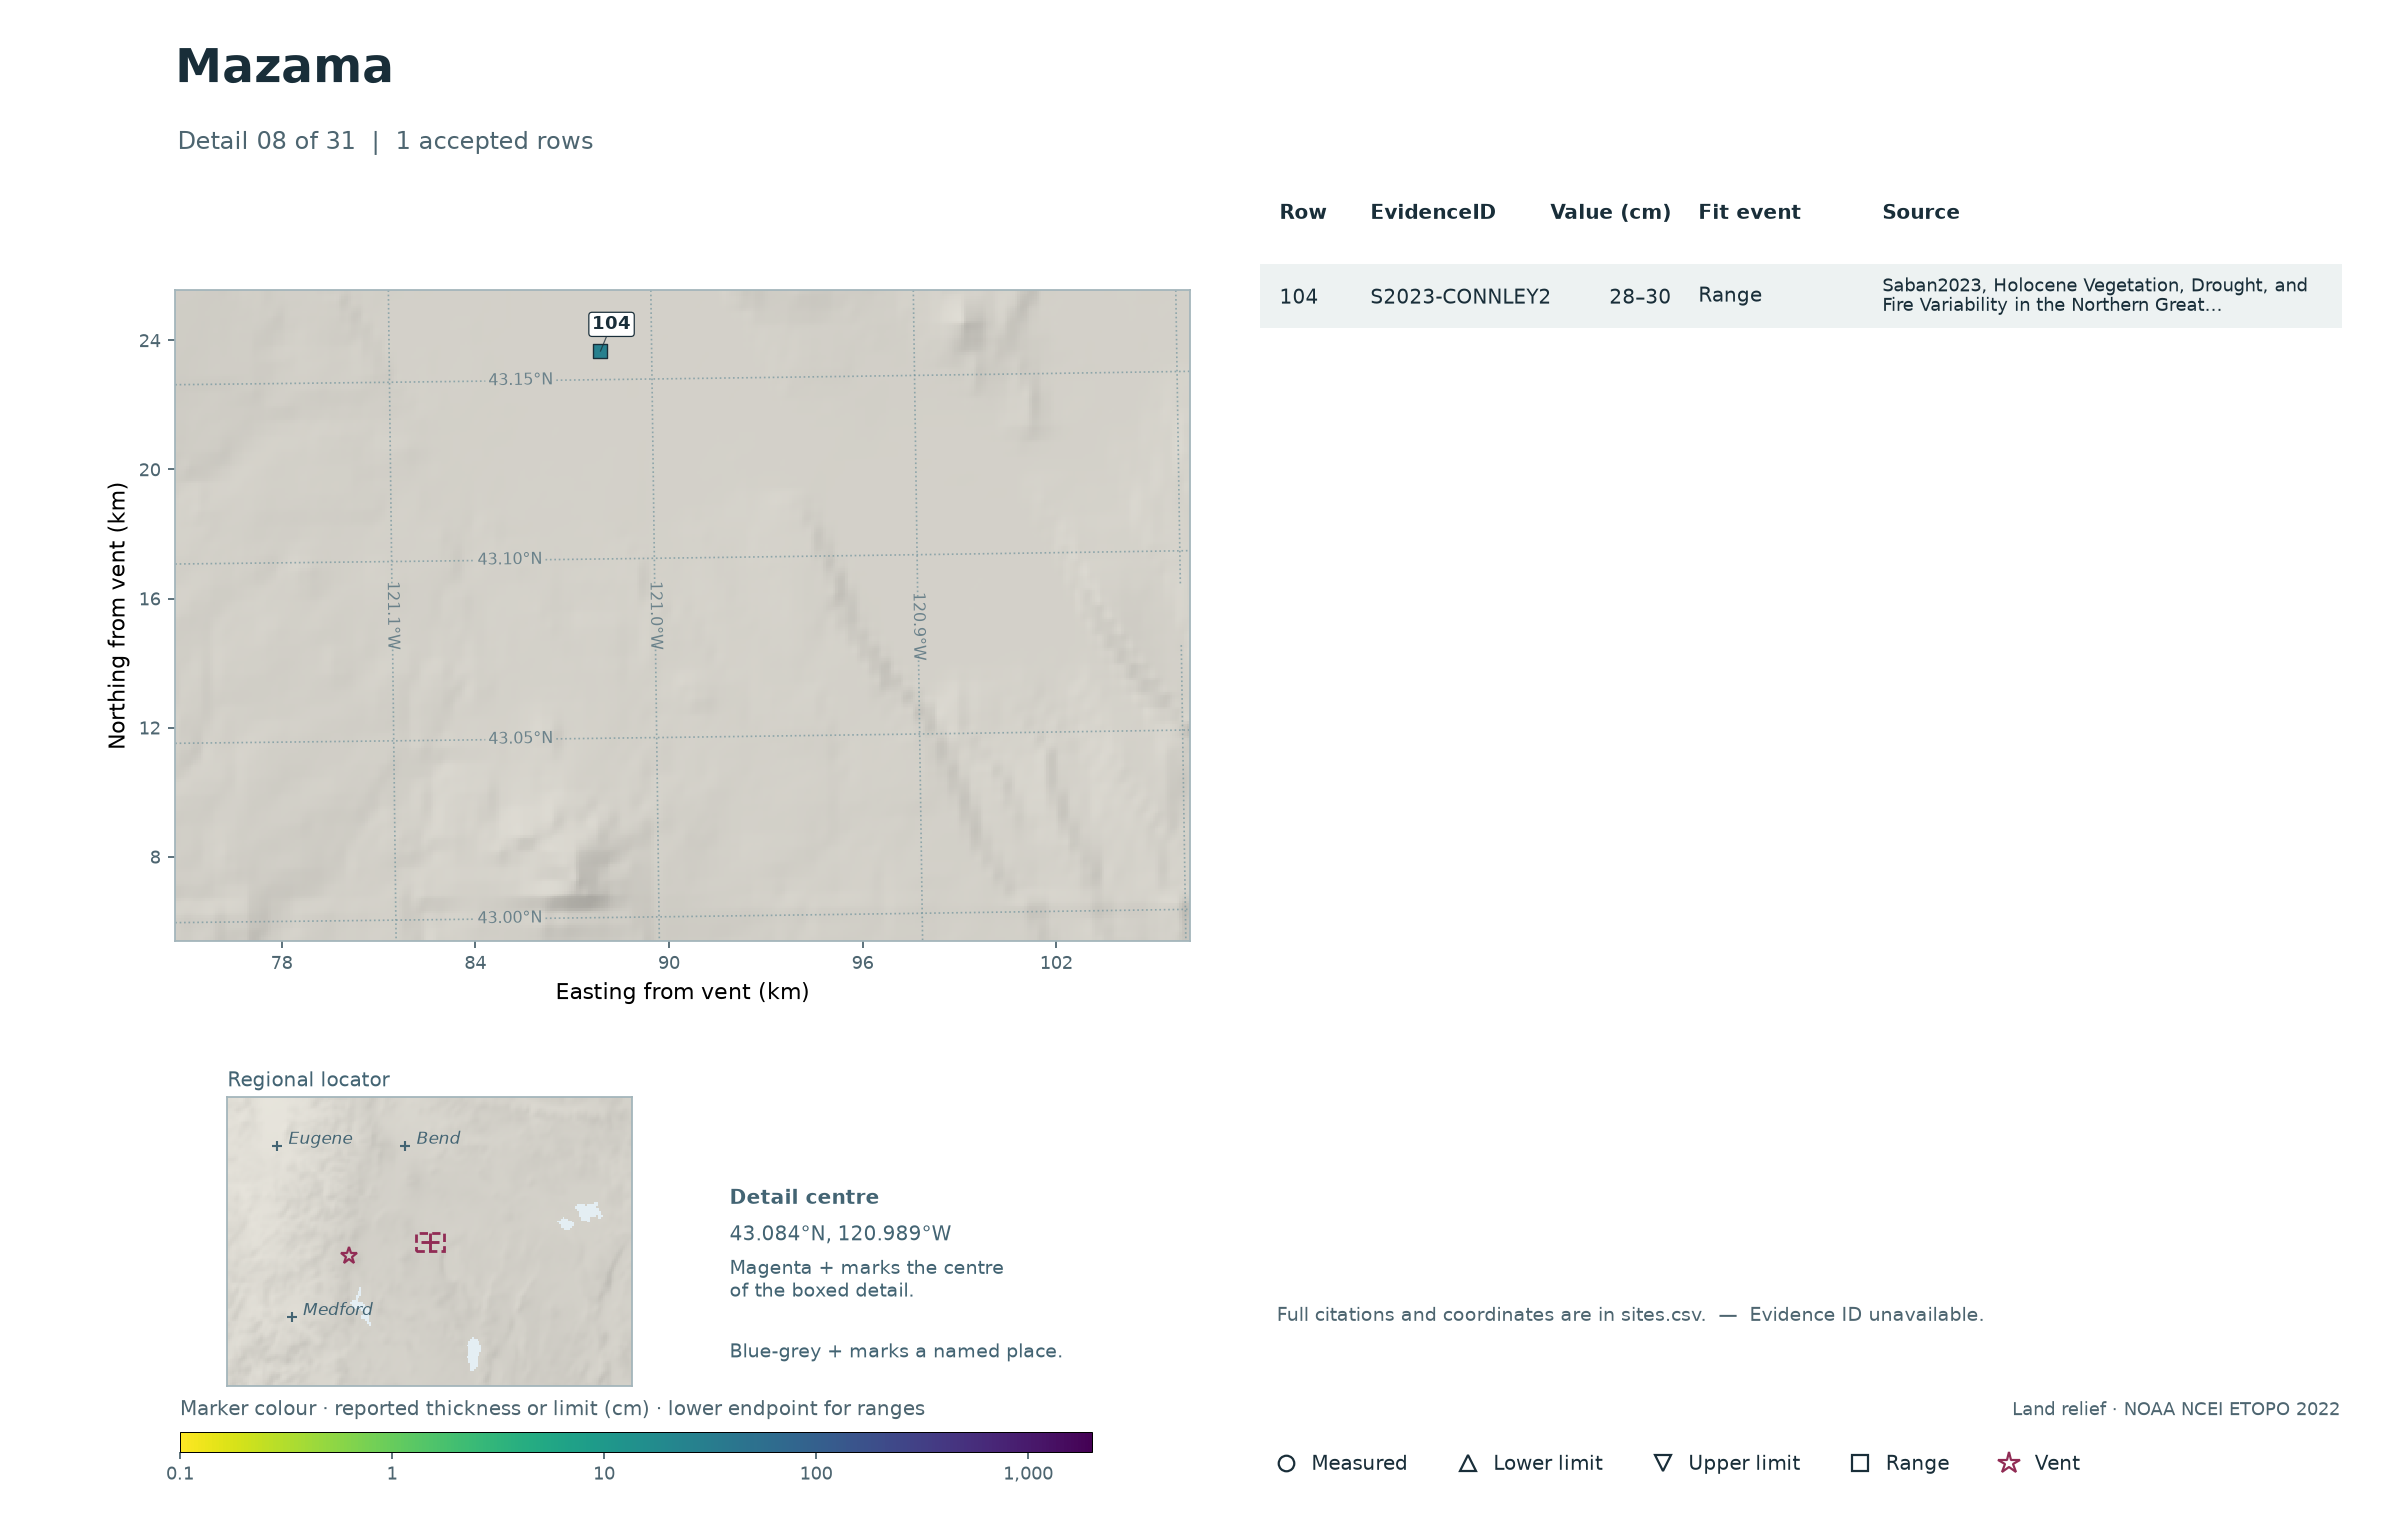 Mazama
Detail 08 of 31 | 1 accepted rows
Row EvidenceID Value (cm) Fit event Source
104 S2023-CONNLEY2 28–30 Range Saban2023, Holocene Vegetation, Drought, and
Fire Variability in the Northern Great...
104
24
20
16
12
8
Northing from vent (km)
43.15°N
43.10°N
43.05°N
43.00°N
121.1°W
121.0°W
120.9°W
78 84 90 96 102
Easting from vent (km)
Regional locator
Eugene
Bend
Medford
Detail centre
43.084°N, 120.989°W
Magenta + marks the centre
of the boxed detail.
Blue-grey + marks a named place.
Full citations and coordinates are in sites.csv. — Evidence ID unavailable.
Marker colour · reported thickness or limit (cm) · lower endpoint for ranges
0.1 1 10 100 1,000
Land relief · NOAA NCEI ETOPO 2022
Measured Lower limit Upper limit Range Vent